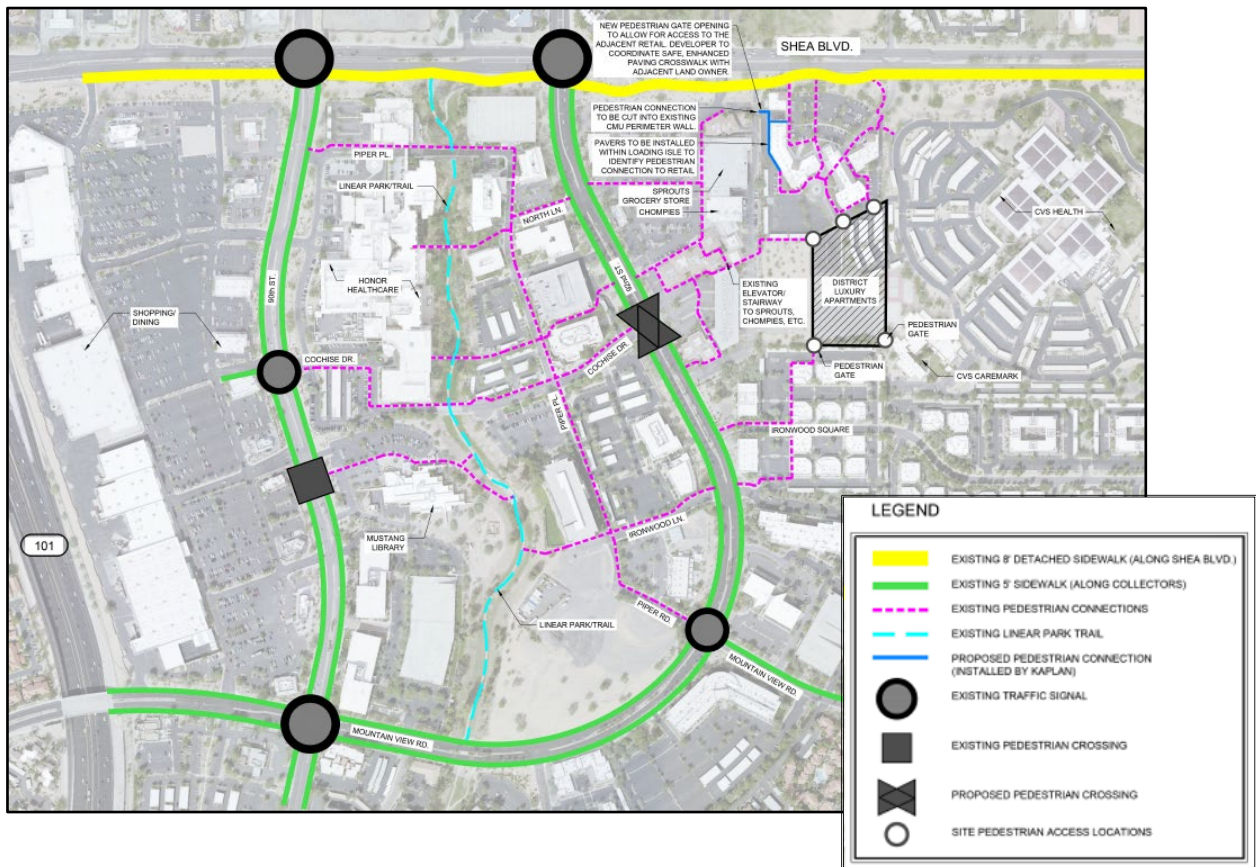 NEW PEDESTRIAN GATE OPENING
TO ALLOW FOR ACCESS TO THE
ADJACENT RETAIL. DEVELOPER TO
COORDINATE SAFE, ENHANCED
PAVING CROSSWALK WITH
ADJACENT LAND OWNER.
SHEA BLVD.
PEDESTRIAN CONNECTION
TO BE CUT INTO EXISTING
CMU PERIMETER WALL.
PAVERS TO BE INSTALLED
WITHIN LOADING ISLE TO
IDENTIFY PEDESTRIAN
CONNECTION TO RETAIL
PIPER PL.
LINEAR PARK/TRAIL
SPROUTS
GROCERY STORE
CHOMPIES
NORTH LN.
CVS HEALTH
90th ST.
HONOR
HEALTHCARE
92nd ST.
EXISTING
ELEVATOR/
STAIRWAY
TO SPROUTS,
CHOMPIES, ETC.
DISTRICT
LUXURY
APARTMENTS
SHOPPING/
DINING
PEDESTRIAN
GATE
COCHISE DR.
COCHISE DR.
PEDESTRIAN
GATE
CVS CAREMARK
PIPER PL.
IRONWOOD SQUARE
101
MUSTANG
LIBRARY
IRONWOOD LN.
LINEAR PARK/TRAIL
PIPER RD.
MOUNTAIN VIEW RD.
MOUNTAIN VIEW RD.
LEGEND
EXISTING 8' DETACHED SIDEWALK (ALONG SHEA BLVD.)
EXISTING 5' SIDEWALK (ALONG COLLECTORS)
EXISTING PEDESTRIAN CONNECTIONS
EXISTING LINEAR PARK TRAIL
PROPOSED PEDESTRIAN CONNECTION
(INSTALLED BY KAPLAN)
EXISTING TRAFFIC SIGNAL
EXISTING PEDESTRIAN CROSSING
PROPOSED PEDESTRIAN CROSSING
SITE PEDESTRIAN ACCESS LOCATIONS